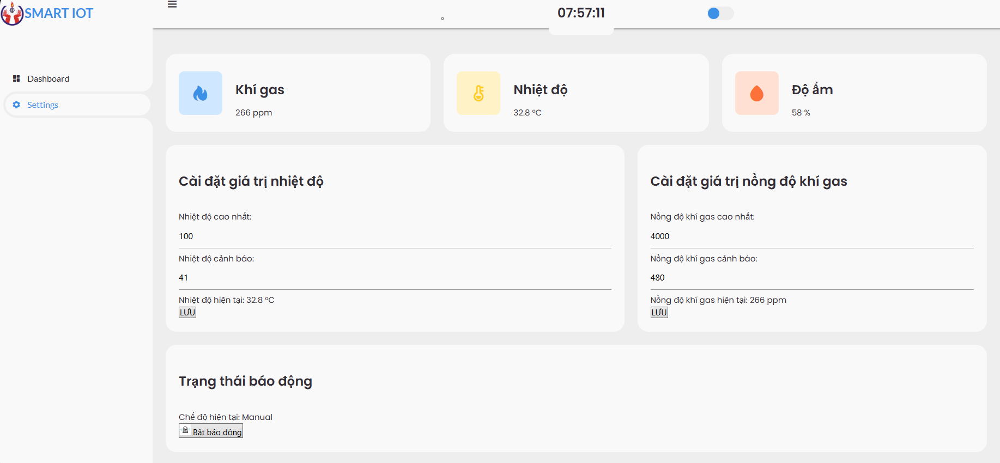 SMART IOT
07:57:11
Dashboard
Settings
Khí gas
266 ppm
Nhiệt độ
32.8 °C
Độ ẩm
58 %
Cài đặt giá trị nhiệt độ
Nhiệt độ cao nhất:
100
Nhiệt độ cảnh báo:
41
Nhiệt độ hiện tại: 32.8 °C
LƯU
Cài đặt giá trị nồng độ khí gas
Nồng độ khí gas cao nhất:
4000
Nồng độ khí gas cảnh báo:
480
Nồng độ khí gas hiện tại: 266 ppm
LƯU
Trạng thái báo động
Chế độ hiện tại: Manual
Bật báo động